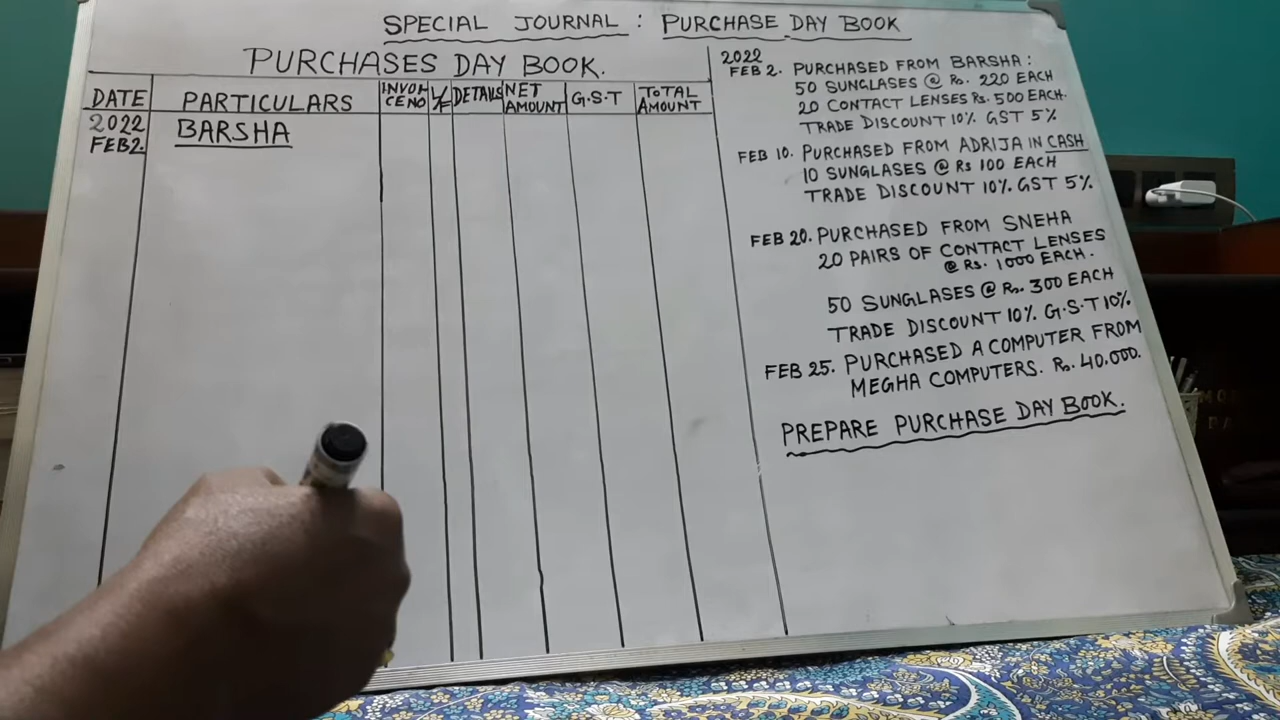 SPECIAL JOURNAL : PURCHASE DAY BOOK
PURCHASES DAY BOOK.
DATE PARTICULARS INVOI CE NO L/F DETAILS NET AMOUNT G.S.T TOTAL AMOUNT
2022
FEB 2. BARSHA
2022
FEB 2. PURCHASED FROM BARSHA :
50 SUNGLASES @ Rs. 220 EACH
20 CONTACT LENSES Rs. 500 EACH.
TRADE DISCOUNT 10% GST 5%
FEB 10. PURCHASED FROM ADRIJA IN CASH
10 SUNGLASES @ Rs 100 EACH
TRADE DISCOUNT 10%. GST 5%.
FEB 20. PURCHASED FROM SNEHA
20 PAIRS OF CONTACT LENSES
@ Rs. 1000 EACH.
50 SUNGLASES @ Rs. 300 EACH
TRADE DISCOUNT 10%. G.S.T 10%.
FEB 25. PURCHASED A COMPUTER FROM
MEGHA COMPUTERS. Rs. 40,000.
PREPARE PURCHASE DAY BOOK.